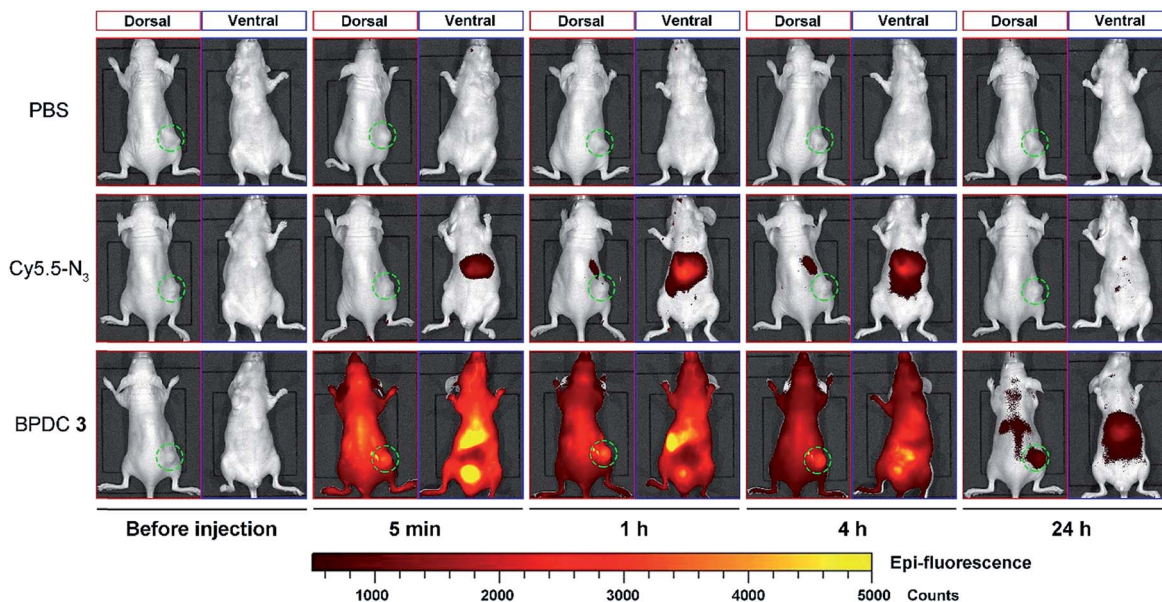 Dorsal Ventral Dorsal Ventral Dorsal Ventral Dorsal Ventral Dorsal Ventral
PBS
Cy5.5-N₃
BPDC 3
Before injection 5 min 1 h 4 h 24 h
Epi-fluorescence
1000 2000 3000 4000 5000 Counts